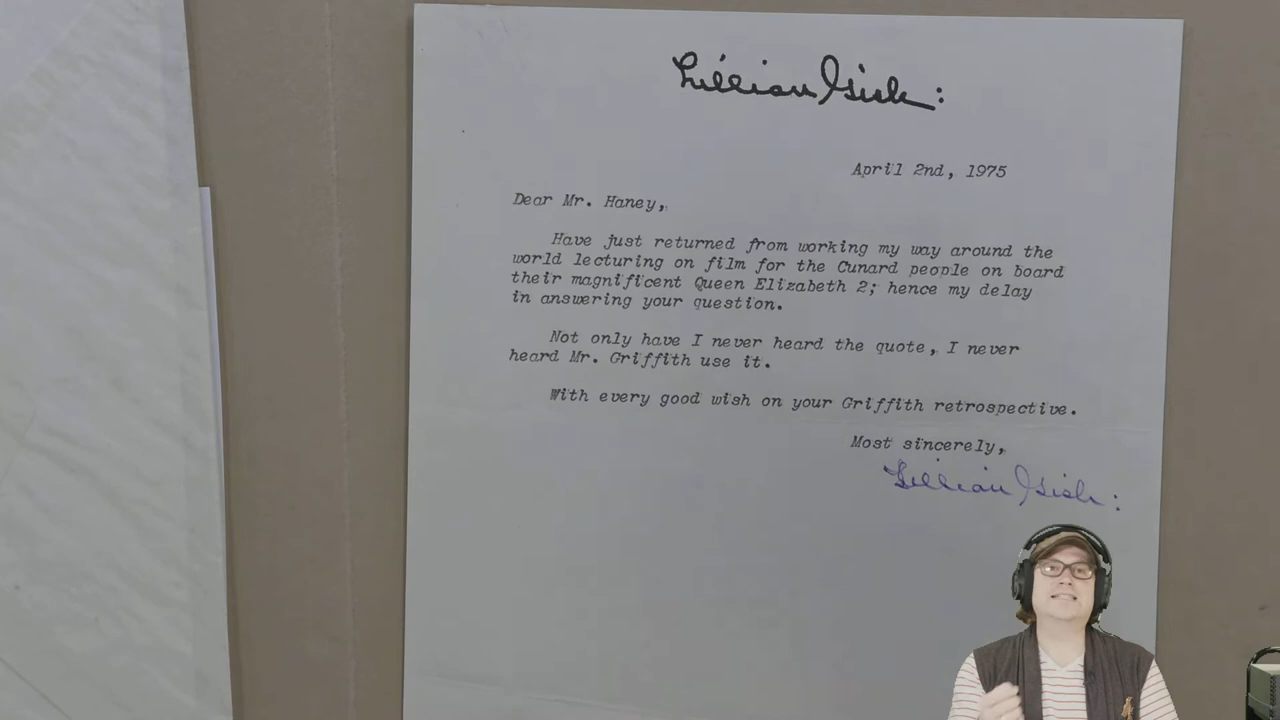 Lillian Gish:
April 2nd, 1975
Dear Mr. Haney,
Have just returned from working my way around the
world lecturing on film for the Cunard people on board
their magnificent Queen Elizabeth 2; hence my delay
in answering your question.
Not only have I never heard the quote, I never
heard Mr. Griffith use it.
With every good wish on your Griffith retrospective.
Most sincerely,
Lillian Gish: